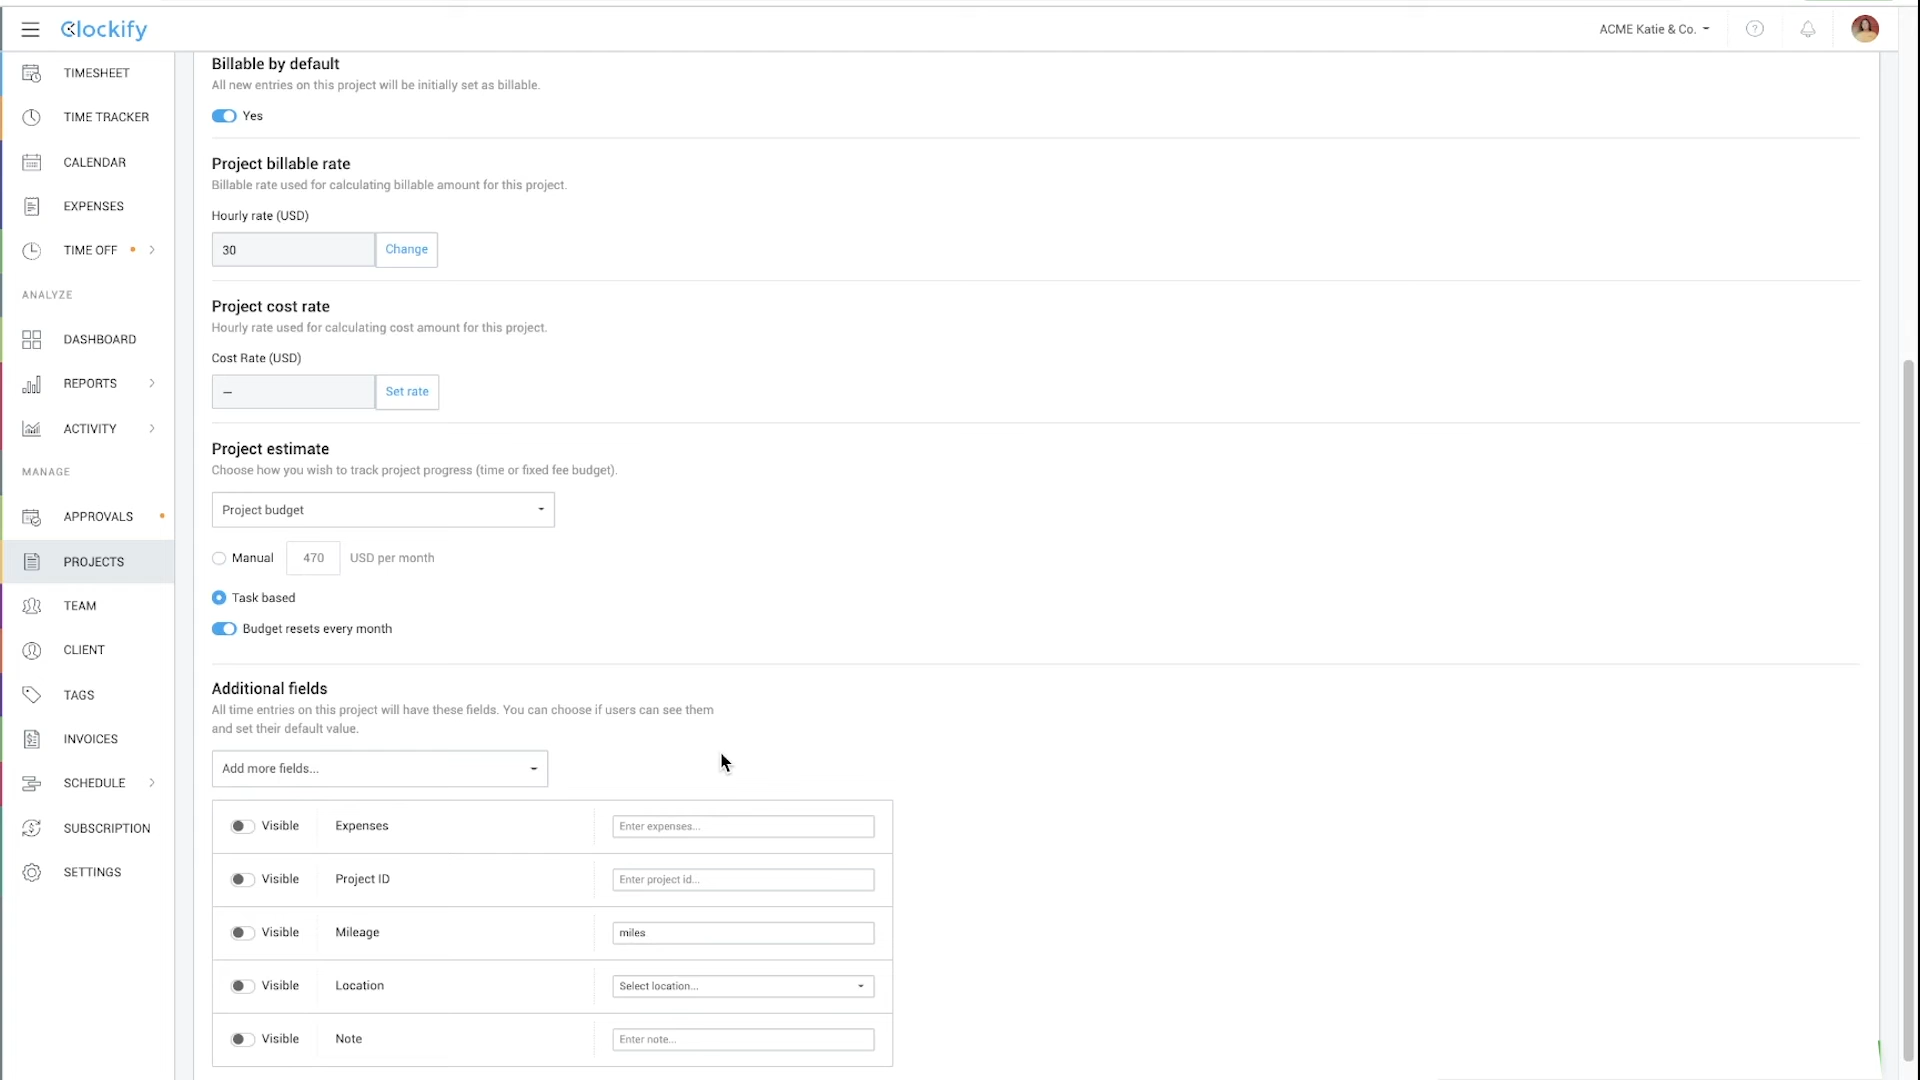 Clockify
ACME Katie & Co.
TIMESHEET
TIME TRACKER
CALENDAR
EXPENSES
TIME OFF
ANALYZE
DASHBOARD
REPORTS
ACTIVITY
MANAGE
APPROVALS
PROJECTS
TEAM
CLIENT
TAGS
INVOICES
SCHEDULE
SUBSCRIPTION
SETTINGS
Billable by default
All new entries on this project will be initially set as billable.
Yes
Project billable rate
Billable rate used for calculating billable amount for this project.
Hourly rate (USD)
30 Change
Project cost rate
Hourly rate used for calculating cost amount for this project.
Cost Rate (USD)
— Set rate
Project estimate
Choose how you wish to track project progress (time or fixed fee budget).
Project budget
Manual 470 USD per month
Task based
Budget resets every month
Additional fields
All time entries on this project will have these fields. You can choose if users can see them
and set their default value.
Add more fields...
Visible Expenses Enter expenses...
Visible Project ID Enter project id...
Visible Mileage miles
Visible Location Select location...
Visible Note Enter note...